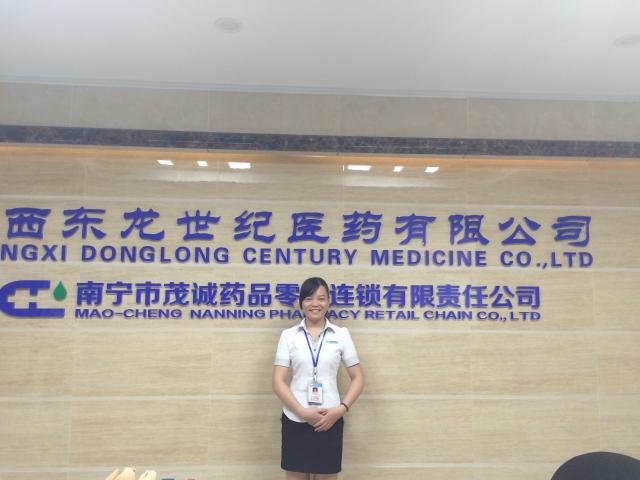 西东龙世纪医药有限公司
NGXI DONGLONG CENTURY MEDICINE CO.,LTD
南宁市茂诚药品零 连锁有限责任公司
MAO-CHENG NANNING PHA ACY RETAIL CHAIN CO., LTD